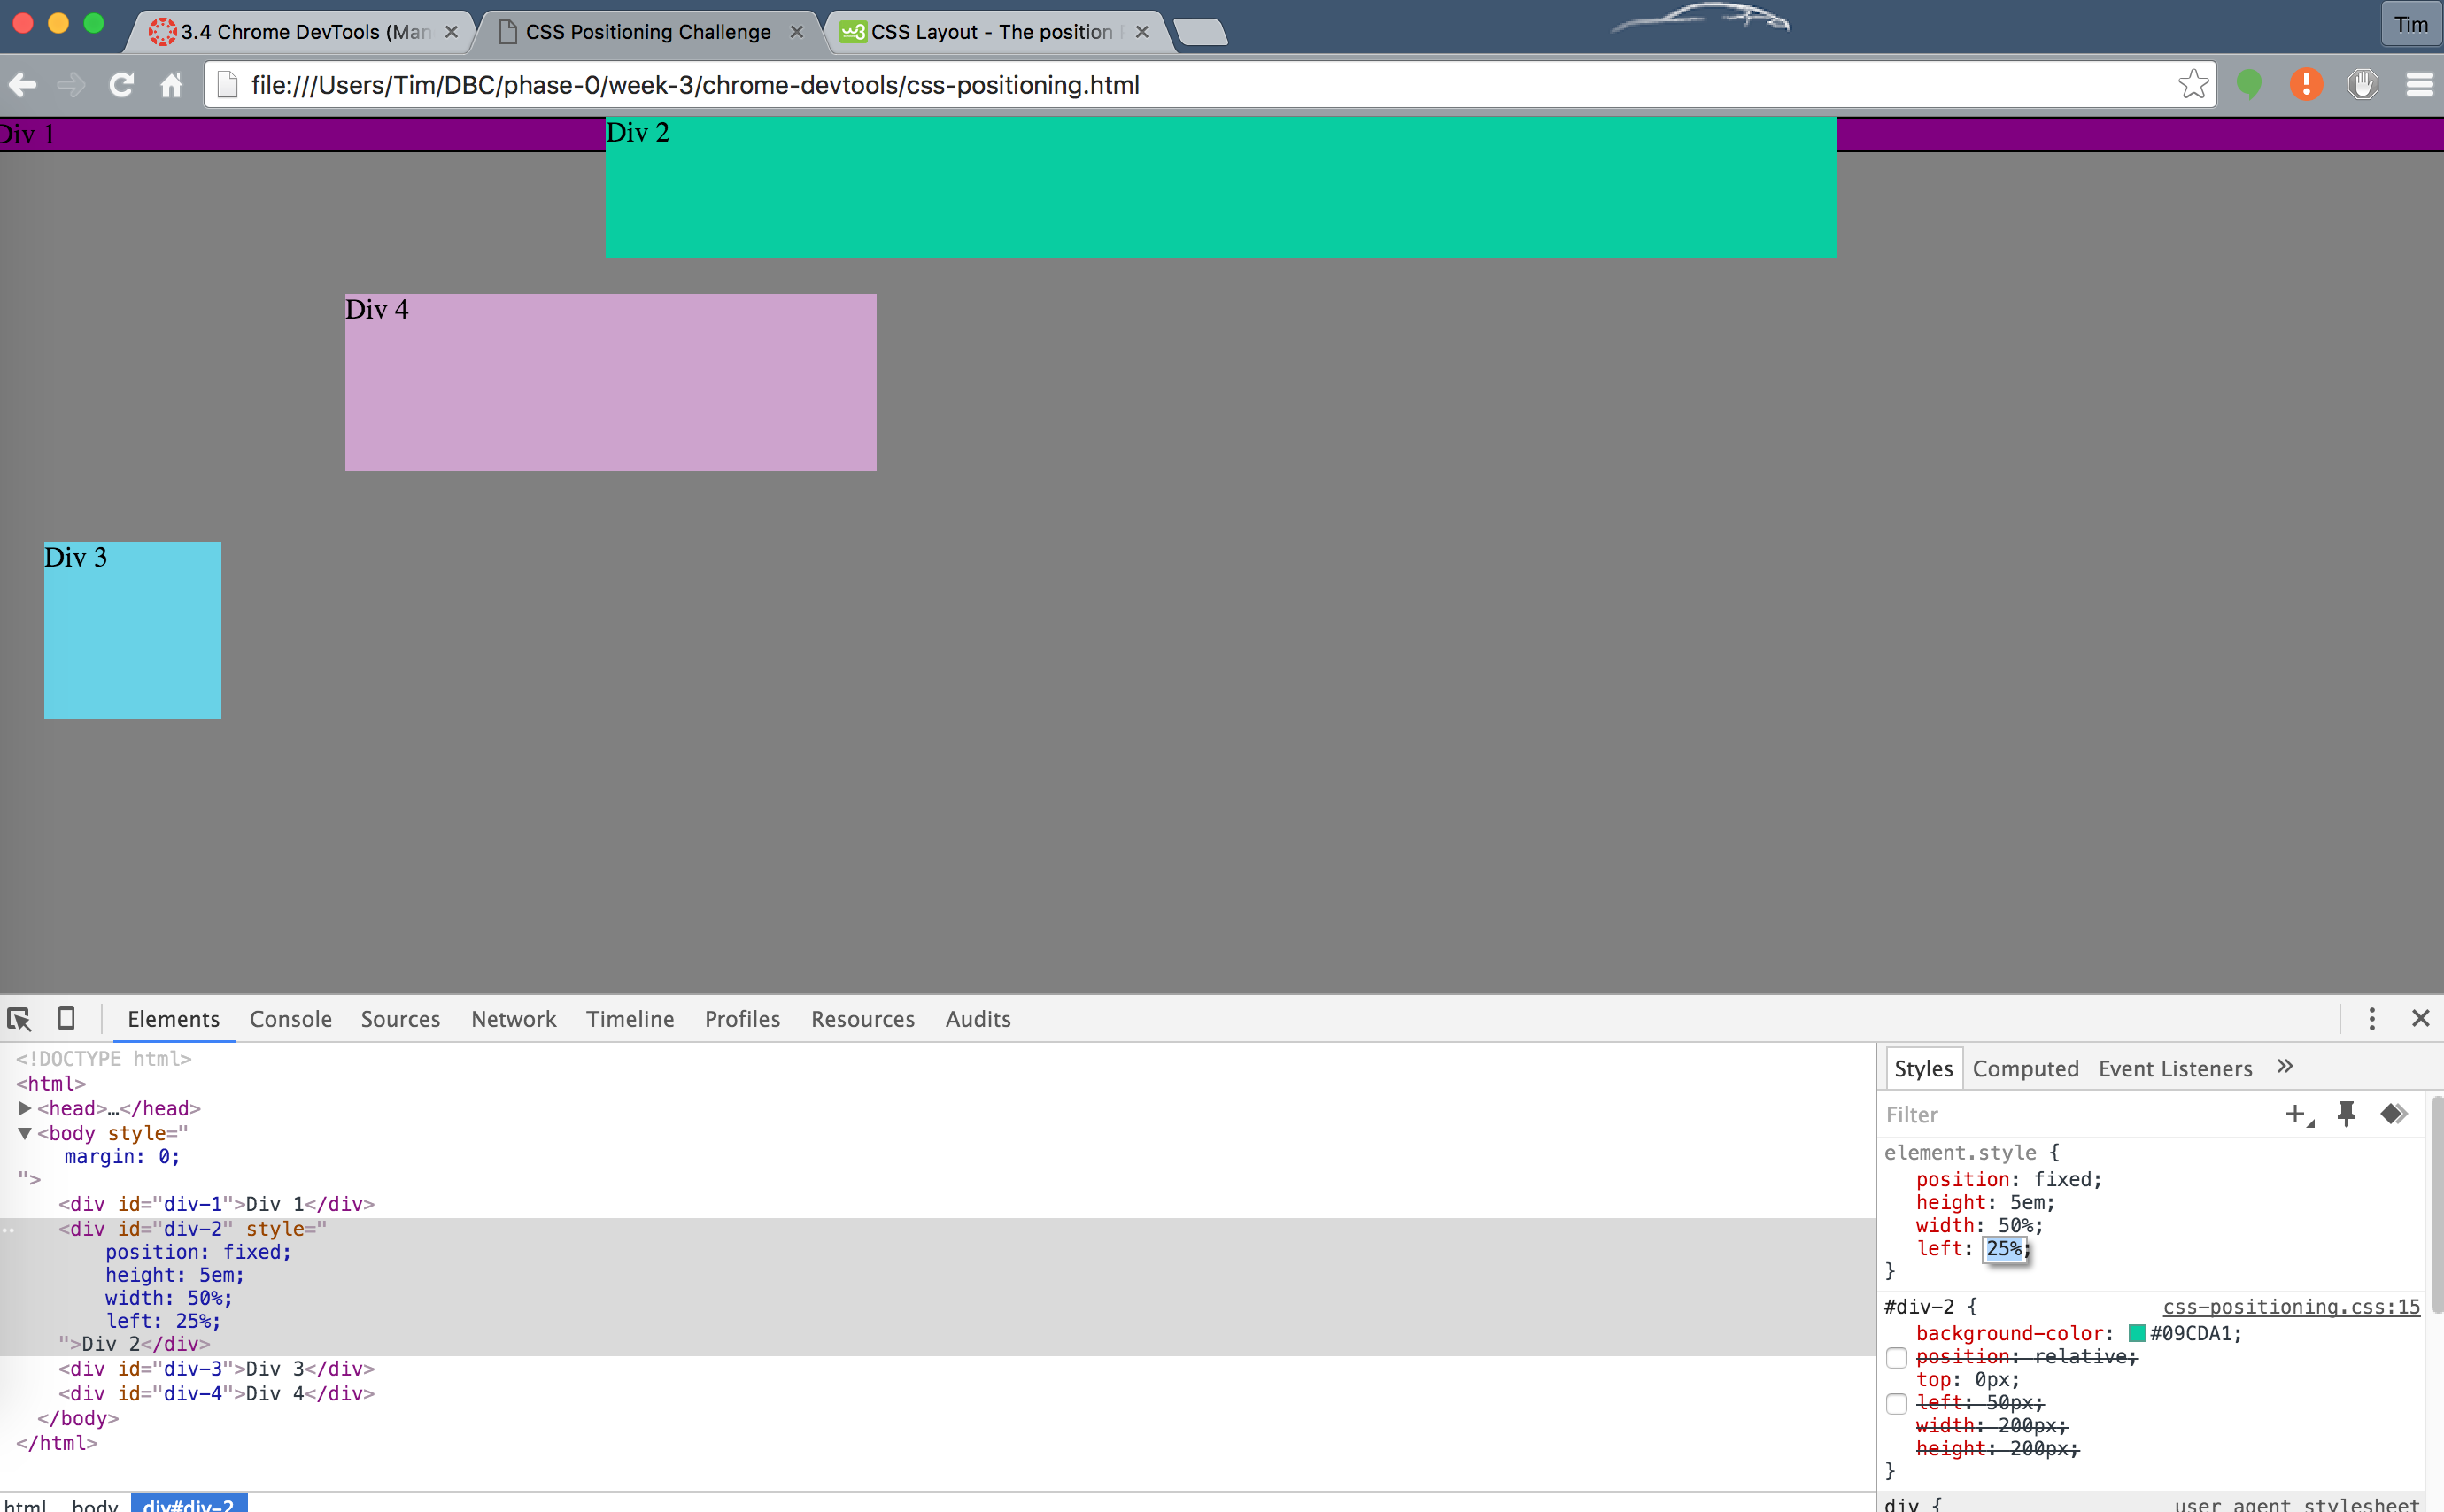 3.4 Chrome DevTools (Man
CSS Positioning Challenge
CSS Layout - The position
Tim
file:///Users/Tim/DBC/phase-0/week-3/chrome-devtools/css-positioning.html
Div 1
Div 2
Div 4
Div 3
Elements Console Sources Network Timeline Profiles Resources Audits
<!DOCTYPE html>
<html>
<head>…</head>
<body style="
margin: 0;
">
<div id="div-1">Div 1</div>
<div id="div-2" style="
position: fixed;
height: 5em;
width: 50%;
left: 25%;
">Div 2</div>
<div id="div-3">Div 3</div>
<div id="div-4">Div 4</div>
</body>
</html>
html body div#div-2
Styles Computed Event Listeners »
Filter
element.style {
position: fixed;
height: 5em;
width: 50%;
left: 25%;
}
#div-2 { css-positioning.css:15
background-color: #09CDA1;
position: relative;
top: 0px;
left: 50px;
width: 200px;
height: 200px;
}
div { user agent stylesheet